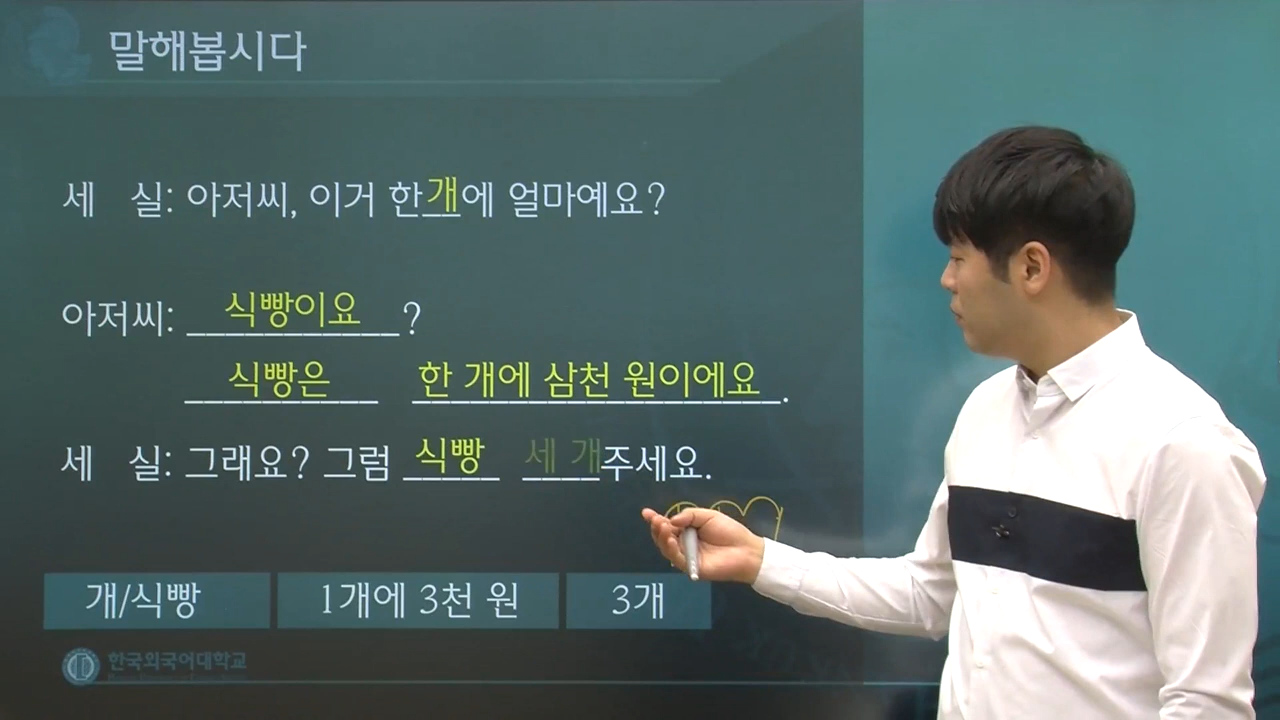 말해봅시다
세 실: 아저씨, 이거 한개에 얼마예요?
아저씨: 식빵이요?
식빵은 한 개에 삼천 원이에요.
세 실: 그래요? 그럼 식빵 세 개주세요.
개/식빵 1개에 3천 원 3개
한국외국어대학교